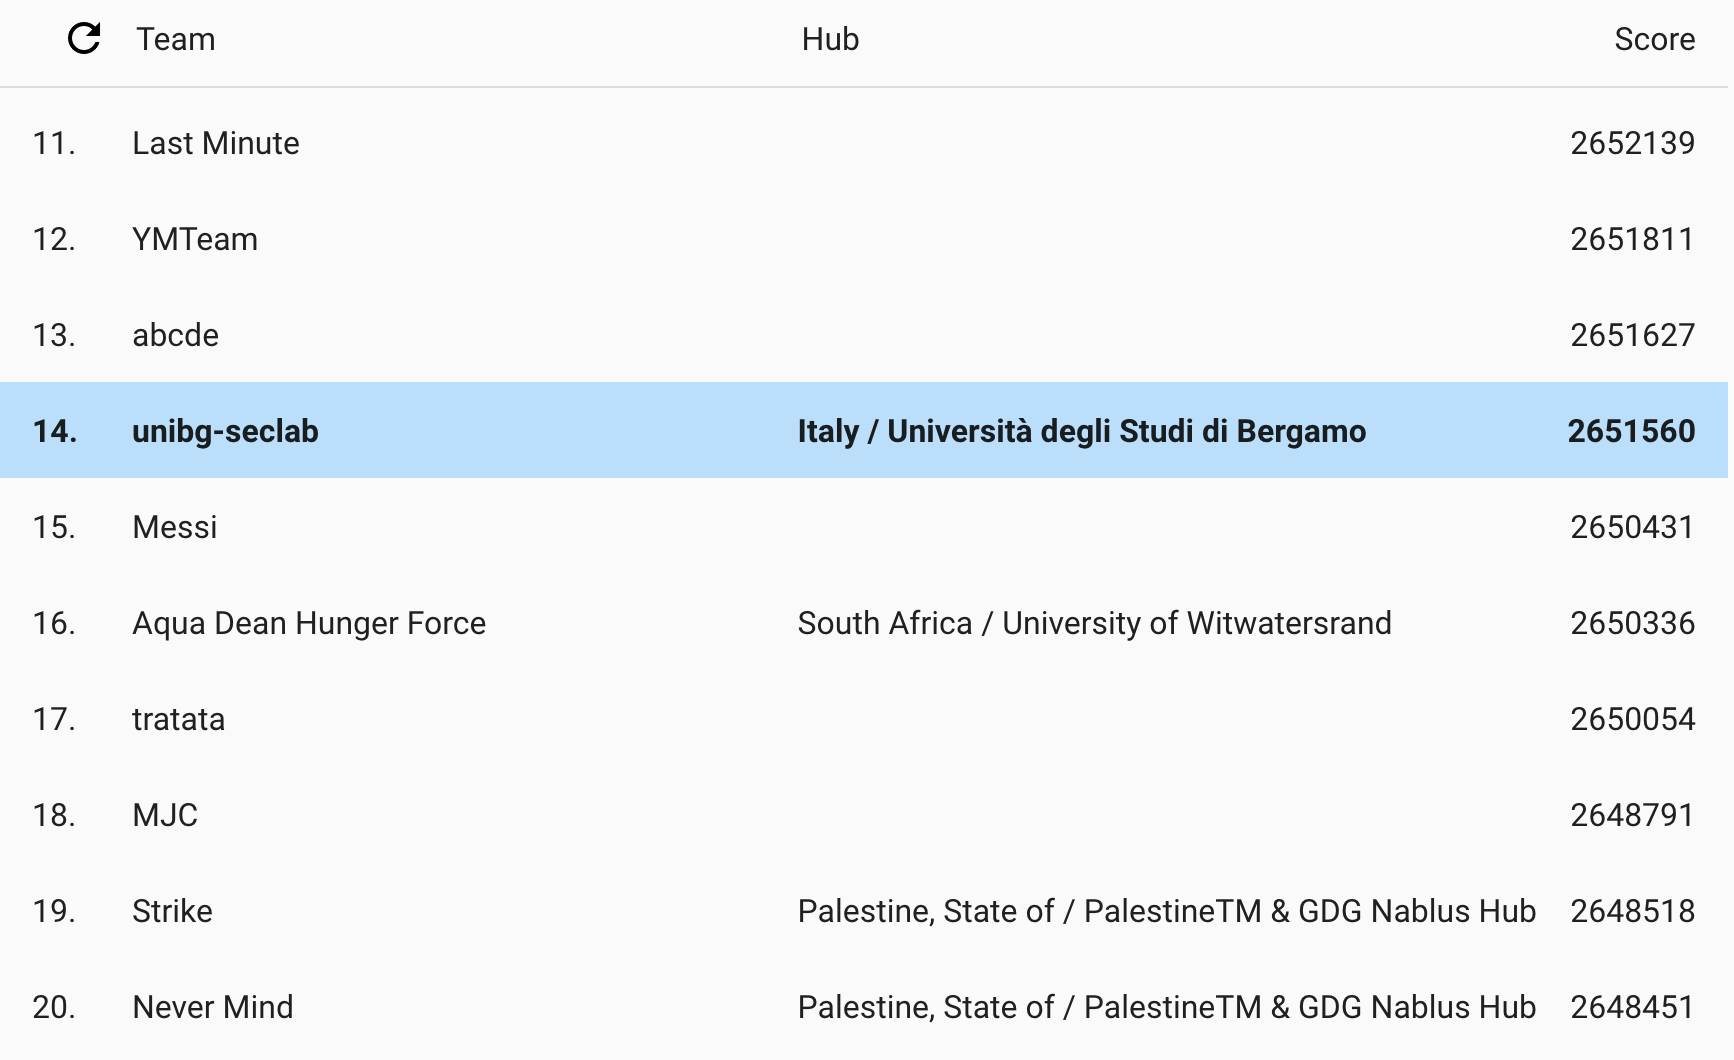 Team Hub Score
11. Last Minute 2652139
12. YMTeam 2651811
13. abcde 2651627
14. unibg-seclab Italy / Università degli Studi di Bergamo 2651560
15. Messi 2650431
16. Aqua Dean Hunger Force South Africa / University of Witwatersrand 2650336
17. tratata 2650054
18. MJC 2648791
19. Strike Palestine, State of / PalestineTM & GDG Nablus Hub 2648518
20. Never Mind Palestine, State of / PalestineTM & GDG Nablus Hub 2648451